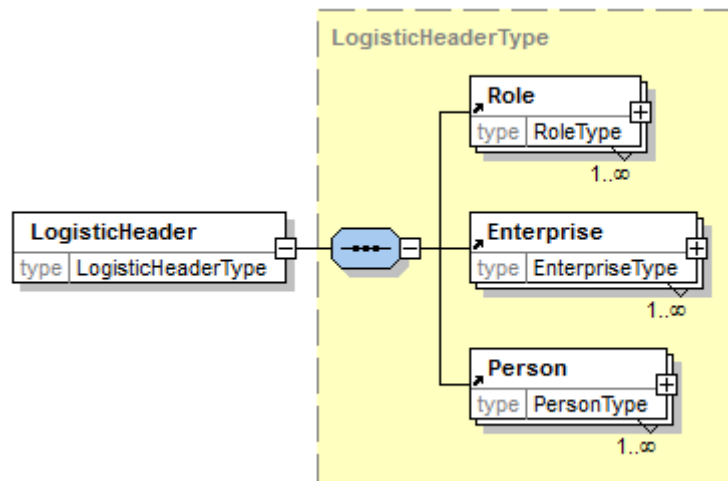 LogisticHeaderType
Role
type RoleType
1..∞
LogisticHeader
type LogisticHeaderType
Enterprise
type EnterpriseType
1..∞
Person
type PersonType
1..∞